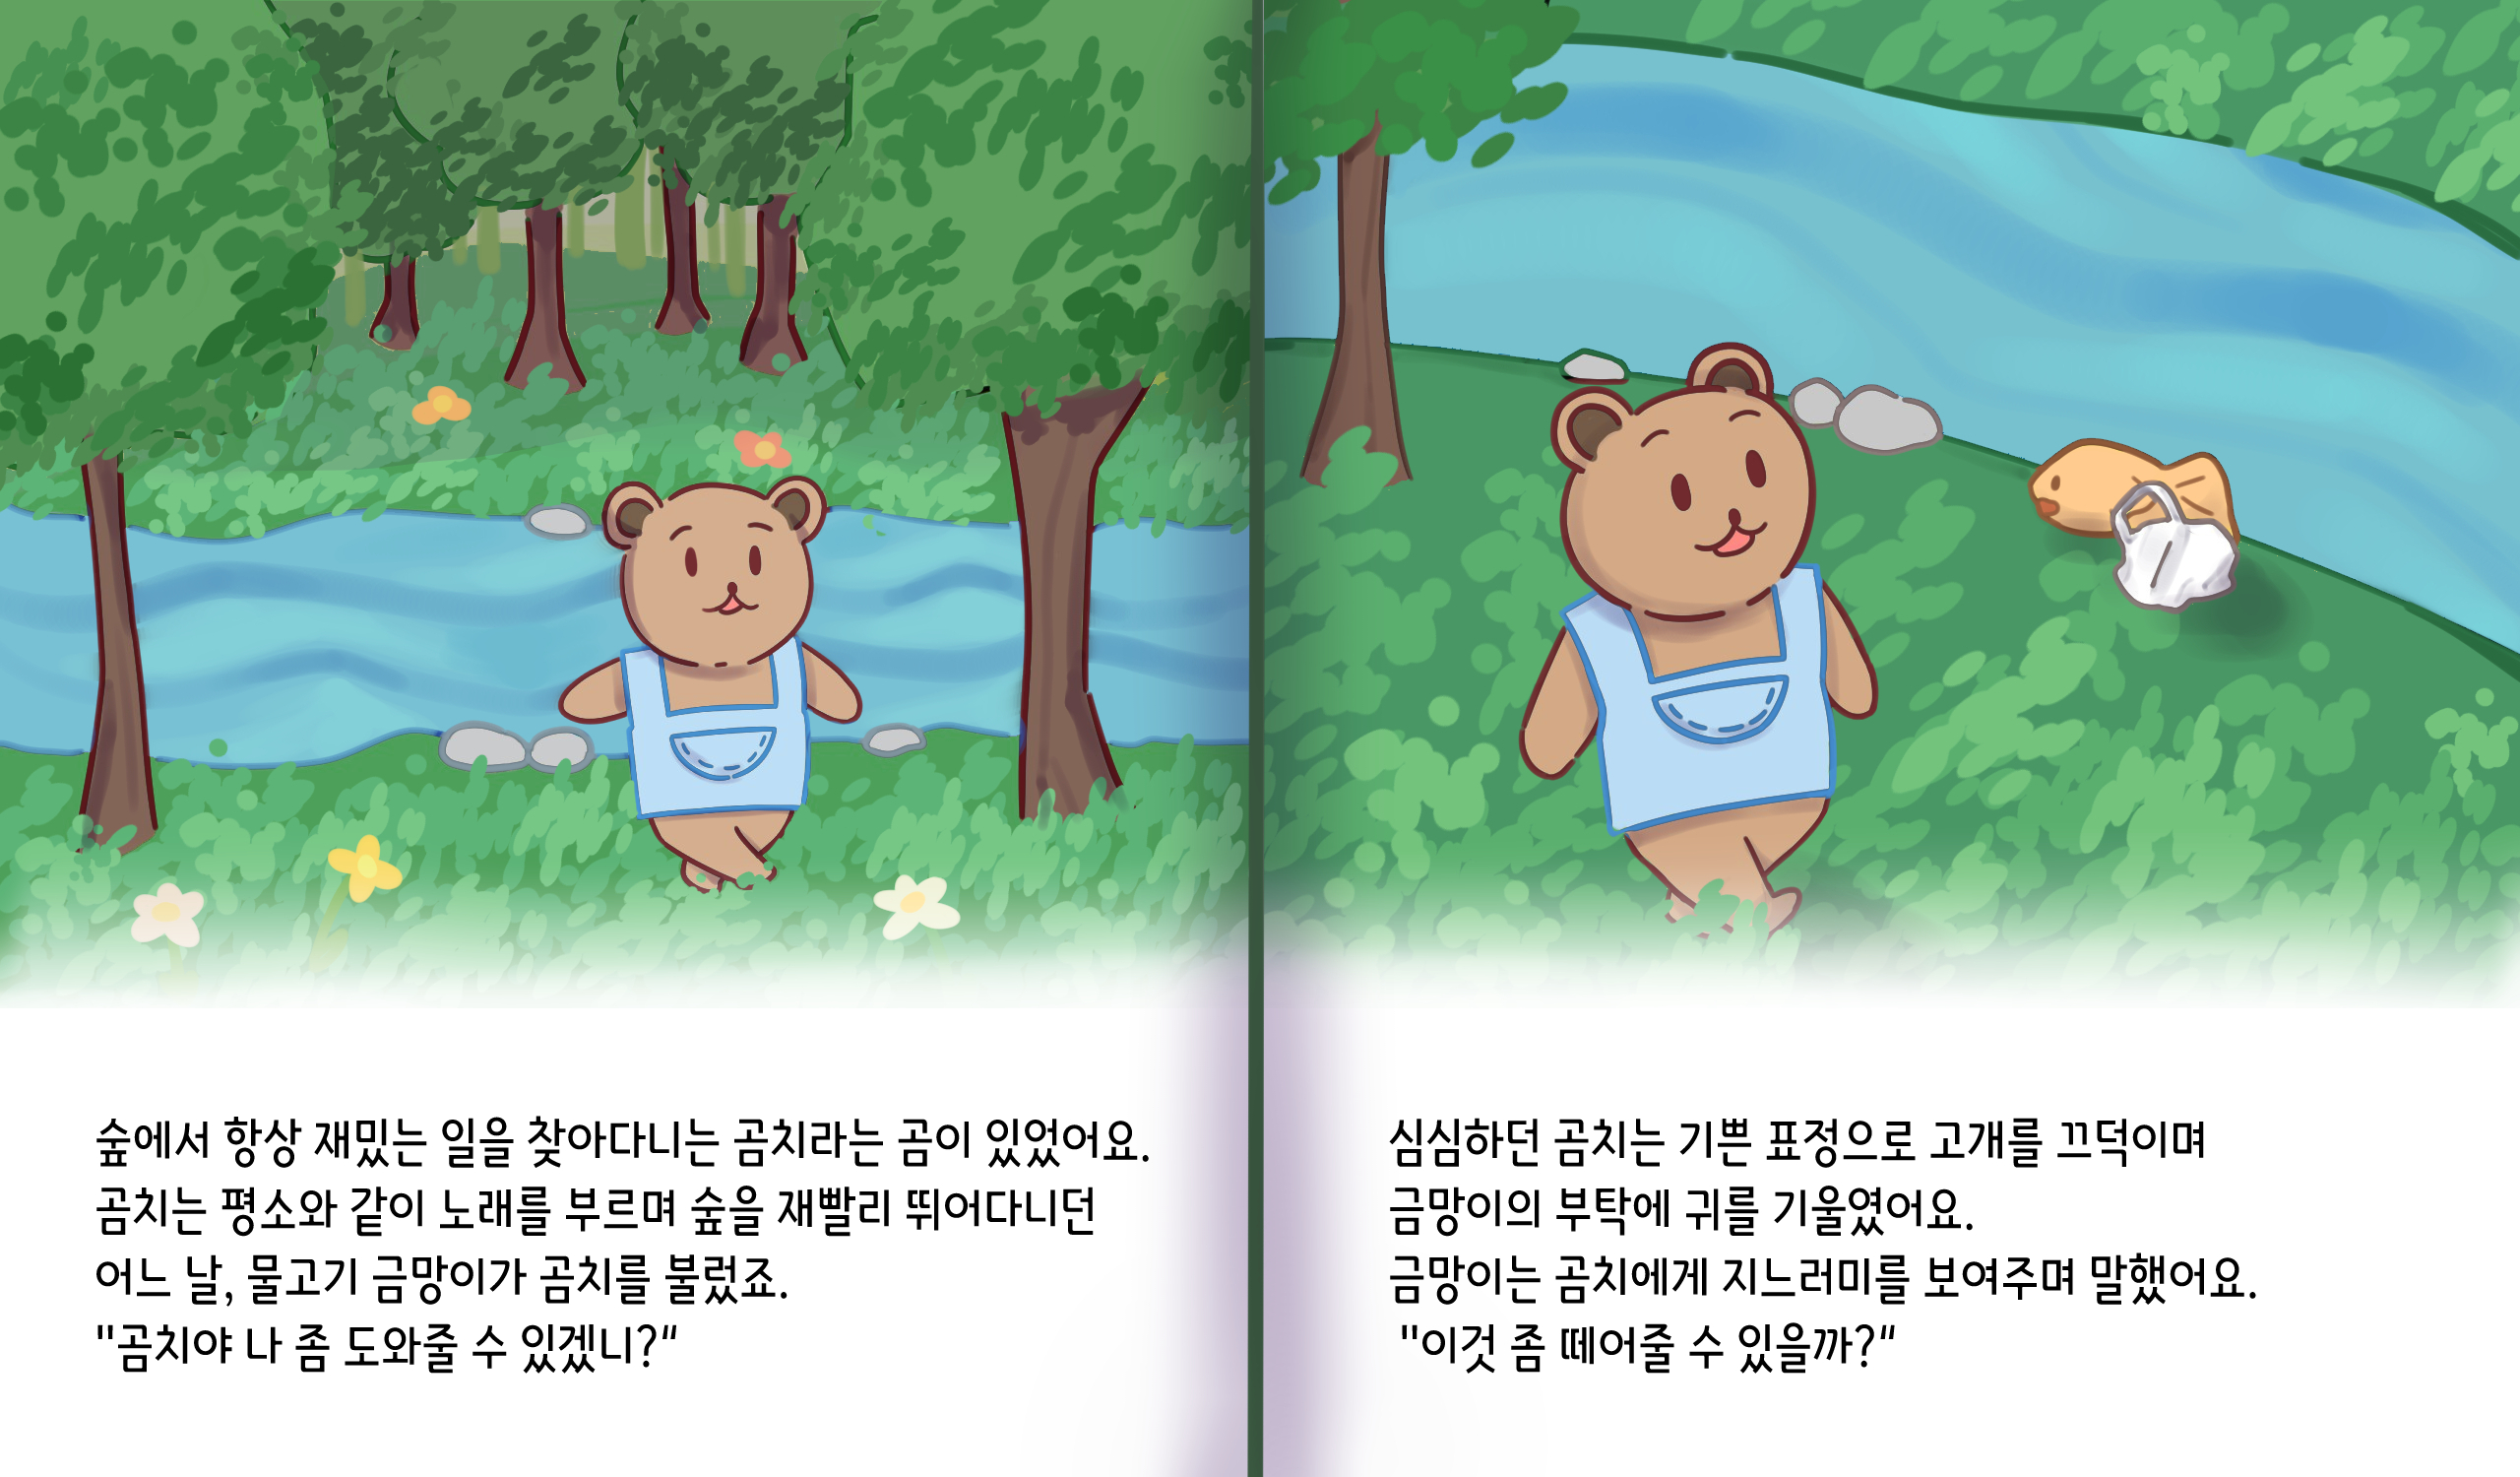 숲에서 항상 재밌는 일을 찾아다니는 곰치라는 곰이 있었어요.
곰치는 평소와 같이 노래를 부르며 숲을 재빨리 뛰어다니던
어느 날, 물고기 금망이가 곰치를 불렀죠.
"곰치야 나 좀 도와줄 수 있겠니?“
심심하던 곰치는 기쁜 표정으로 고개를 끄덕이며
금망이의 부탁에 귀를 기울였어요.
금망이는 곰치에게 지느러미를 보여주며 말했어요.
"이것 좀 떼어줄 수 있을까?“